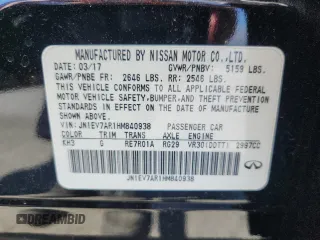 MANUFACTURED BY NISSAN MOTOR CO.,LTD.
DATE: 03/17 GVWR/PNBV: 5159 LBS.
GAWR/PNBE FR: 2646 LBS. RR: 2546 LBS.
THIS VEHICLE CONFORMS TO ALL APPLICABLE FEDERAL
MOTOR VEHICLE SAFETY,BUMPER,AND THEFT PREVENTION
STANDARDS IN EFFECT ON THE DATE OF MANUFACTURE
SHOWN ABOVE.
VIN:JN1EV7AR1HM840938 PASSENGER CAR
COLOR TRIM TRANS AXLE ENGINE
KH3 G RE7R01A RG29 VR30(DDTT) 2997CC
JN1EV7AR1HM840938
INFINITI
AUTOBIDMASTER